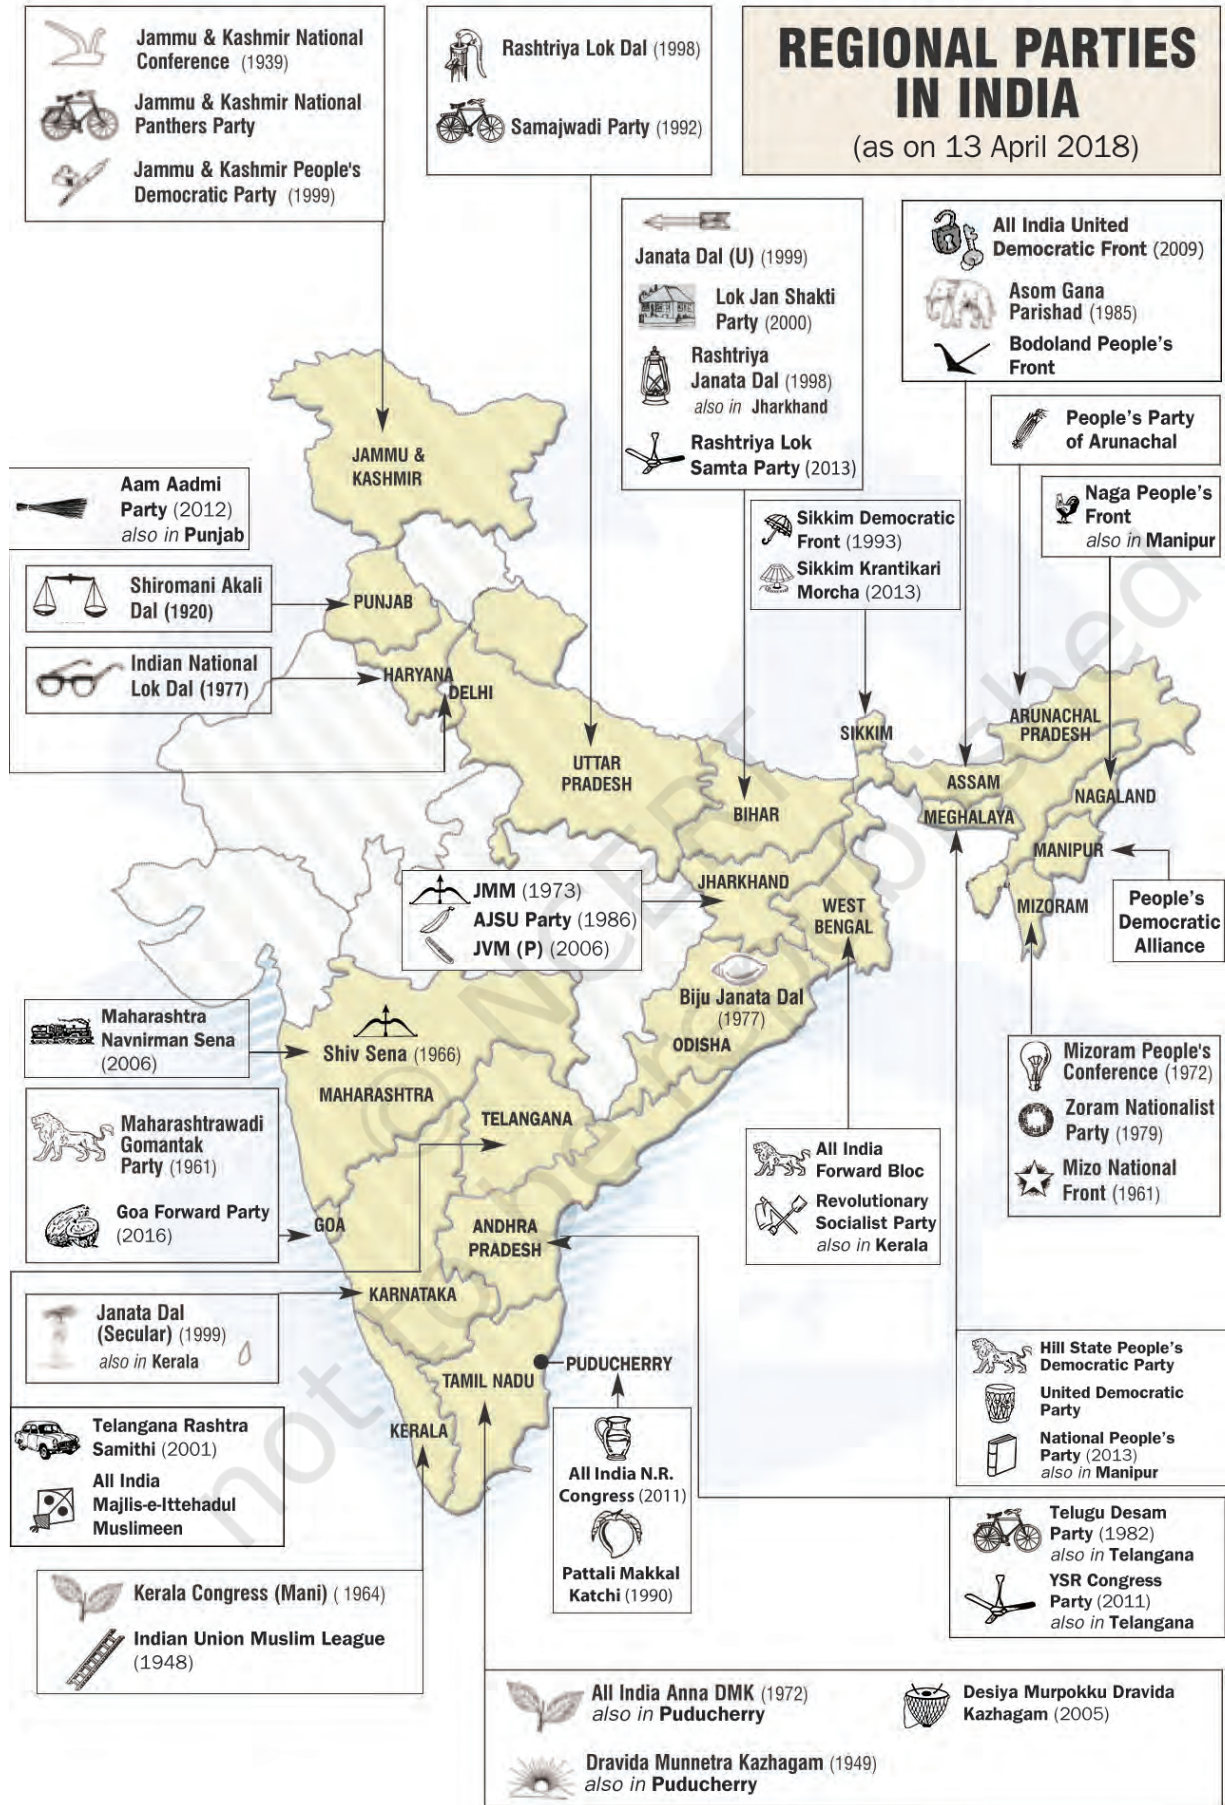 REGIONAL PARTIES
IN INDIA
(as on 13 April 2018)
Jammu & Kashmir National
Conference (1939)
Jammu & Kashmir National
Panthers Party
Jammu & Kashmir People's
Democratic Party (1999)
Rashtriya Lok Dal (1998)
Samajwadi Party (1992)
Janata Dal (U) (1999)
Lok Jan Shakti
Party (2000)
Rashtriya
Janata Dal (1998)
also in Jharkhand
Rashtriya Lok
Samta Party (2013)
All India United
Democratic Front (2009)
Asom Gana
Parishad (1985)
Bodoland People's
Front
People's Party
of Arunachal
Naga People's
Front
also in Manipur
Sikkim Democratic
Front (1993)
Sikkim Krantikari
Morcha (2013)
Aam Aadmi
Party (2012)
also in Punjab
Shiromani Akali
Dal (1920)
Indian National
Lok Dal (1977)
JAMMU &
KASHMIR
PUNJAB
HARYANA
DELHI
UTTAR
PRADESH
BIHAR
SIKKIM
ARUNACHAL
PRADESH
ASSAM
NAGALAND
MEGHALAYA
MANIPUR
MIZORAM
JHARKHAND
WEST
BENGAL
JMM (1973)
AJSU Party (1986)
JVM (P) (2006)
People's
Democratic
Alliance
Biju Janata Dal
(1977)
ODISHA
Maharashtra
Navnirman Sena
(2006)
Shiv Sena (1966)
MAHARASHTRA
TELANGANA
Maharashtrawadi
Gomantak
Party (1961)
Goa Forward Party
(2016)
GOA
ANDHRA
PRADESH
KARNATAKA
Mizoram People's
Conference (1972)
Zoram Nationalist
Party (1979)
Mizo National
Front (1961)
All India
Forward Bloc
Revolutionary
Socialist Party
also in Kerala
Janata Dal
(Secular) (1999)
also in Kerala
PUDUCHERRY
TAMIL NADU
KERALA
Hill State People's
Democratic Party
United Democratic
Party
National People's
Party (2013)
also in Manipur
Telangana Rashtra
Samithi (2001)
All India
Majlis-e-Ittehadul
Muslimeen
All India N.R.
Congress (2011)
Pattali Makkal
Katchi (1990)
Telugu Desam
Party (1982)
also in Telangana
YSR Congress
Party (2011)
also in Telangana
Kerala Congress (Mani) ( 1964)
Indian Union Muslim League
(1948)
All India Anna DMK (1972)
also in Puducherry
Desiya Murpokku Dravida
Kazhagam (2005)
Dravida Munnetra Kazhagam (1949)
also in Puducherry
© NCERT
not to be republished